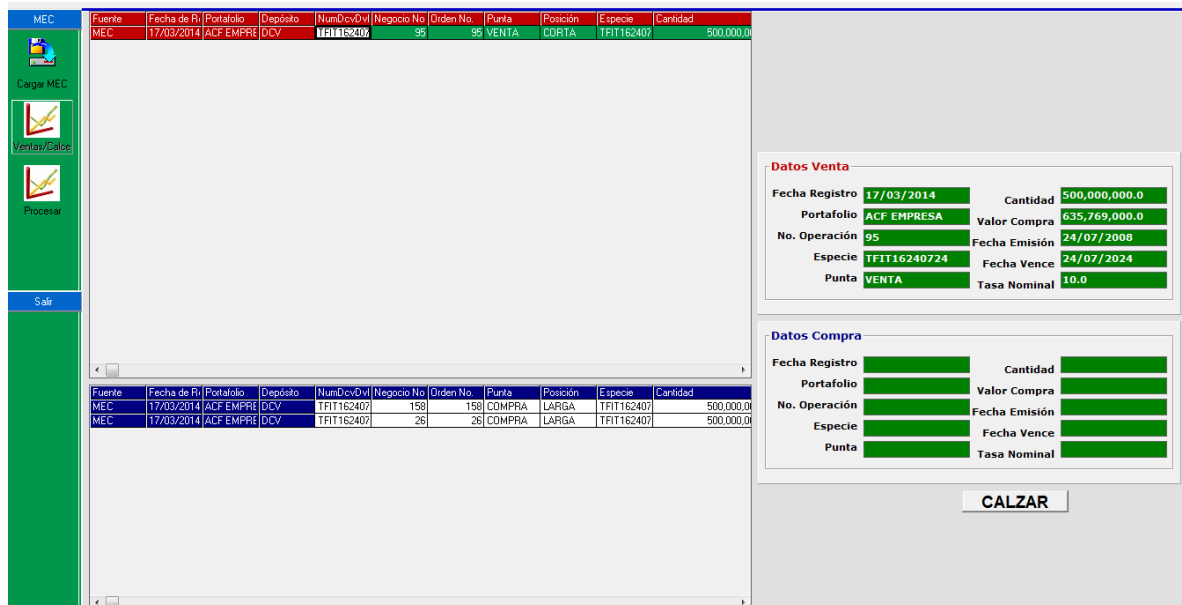 MEC
Cargar MEC
Ventas/Calce
Procesar
Salir
Fuente Fecha de R Portafolio Depósito NumDcvDvl Negocio No Orden No. Punta Posición Especie Cantidad
MEC 17/03/2014 ACF EMPRE DCV TFIT162407 95 95 VENTA CORTA TFIT162407 500,000,0
Fuente Fecha de R Portafolio Depósito NumDcvDvl Negocio No Orden No. Punta Posición Especie Cantidad
MEC 17/03/2014 ACF EMPRE DCV TFIT162407 158 158 COMPRA LARGA TFIT162407 500,000,0
MEC 17/03/2014 ACF EMPRE DCV TFIT162407 26 26 COMPRA LARGA TFIT162407 500,000,0
Datos Venta
Fecha Registro 17/03/2014 Cantidad 500,000,000.0
Portafolio ACF EMPRESA Valor Compra 635,769,000.0
No. Operación 95 Fecha Emisión 24/07/2008
Especie TFIT16240724 Fecha Vence 24/07/2024
Punta VENTA Tasa Nominal 10.0
Datos Compra
Fecha Registro Cantidad
Portafolio Valor Compra
No. Operación Fecha Emisión
Especie Fecha Vence
Punta Tasa Nominal
CALZAR